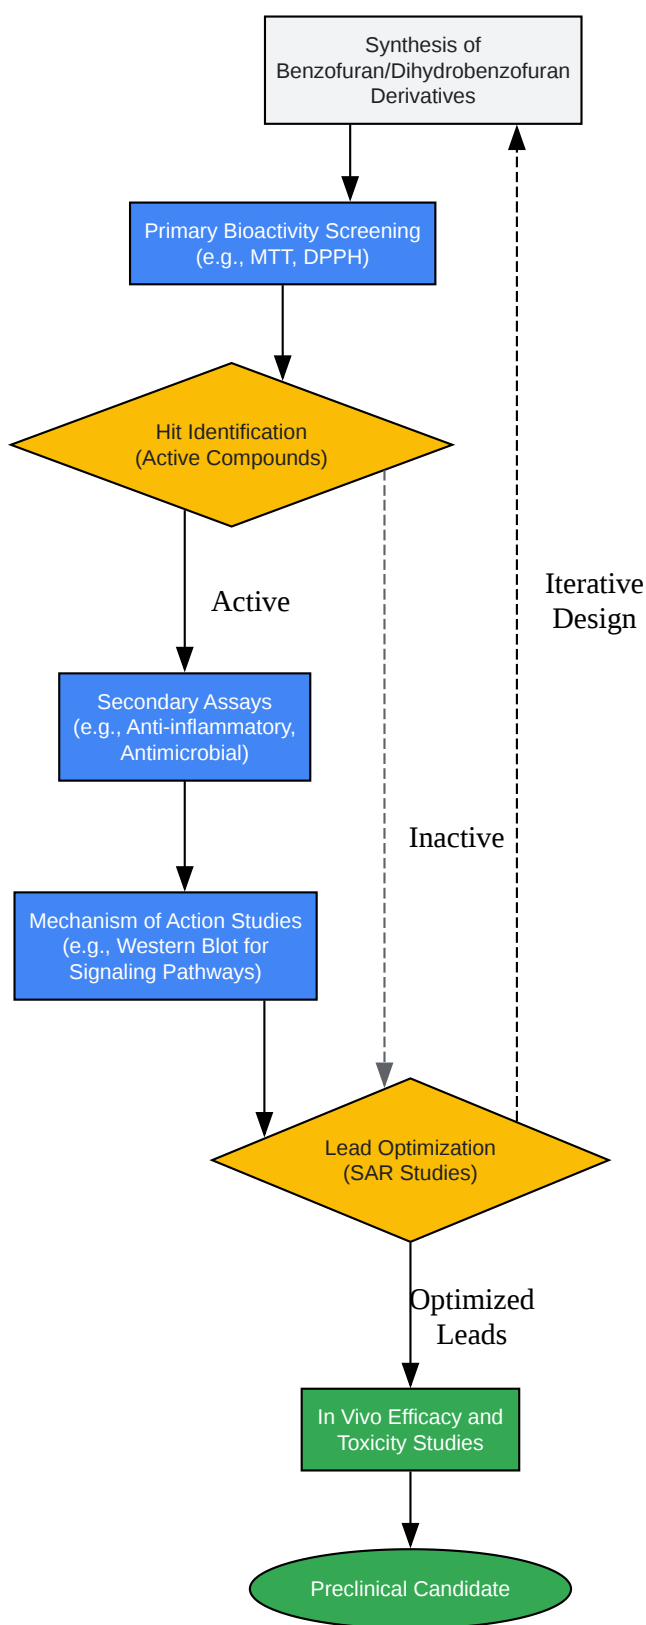 Synthesis of
Benzofuran/Dihydrobenzofuran
Derivatives
Primary Bioactivity Screening
(e.g., MTT, DPPH)
Hit Identification
(Active Compounds)
Active
Iterative
Design
Secondary Assays
(e.g., Anti-inflammatory,
Antimicrobial)
Inactive
Mechanism of Action Studies
(e.g., Western Blot for
Signaling Pathways)
Lead Optimization
(SAR Studies)
Optimized
Leads
In Vivo Efficacy and
Toxicity Studies
Preclinical Candidate